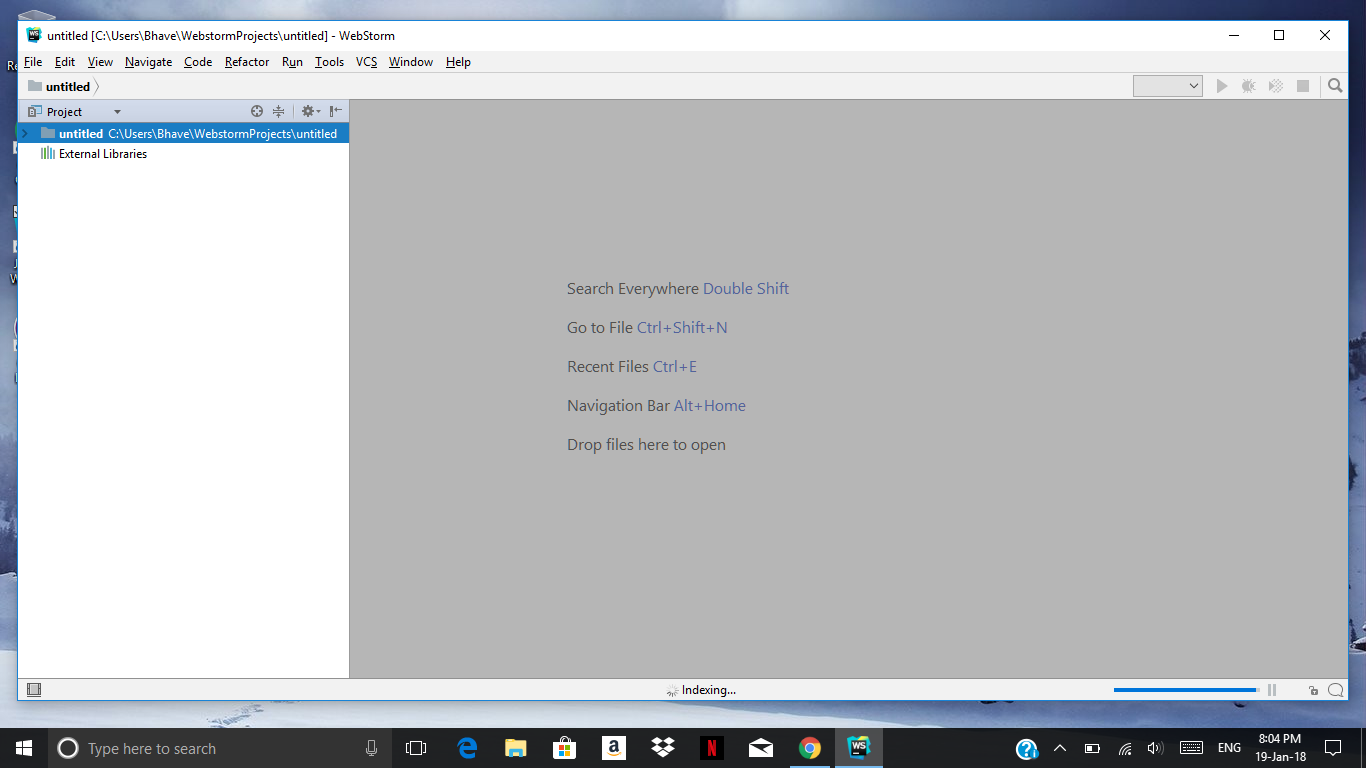 untitled [C:\Users\Bhave\WebstormProjects\untitled] - WebStorm
File Edit View Navigate Code Refactor Run Tools VCS Window Help
untitled
Project
untitled C:\Users\Bhave\WebstormProjects\untitled
External Libraries
Search Everywhere Double Shift
Go to File Ctrl+Shift+N
Recent Files Ctrl+E
Navigation Bar Alt+Home
Drop files here to open
Indexing...
Type here to search
ENG
8:04 PM
19-Jan-18